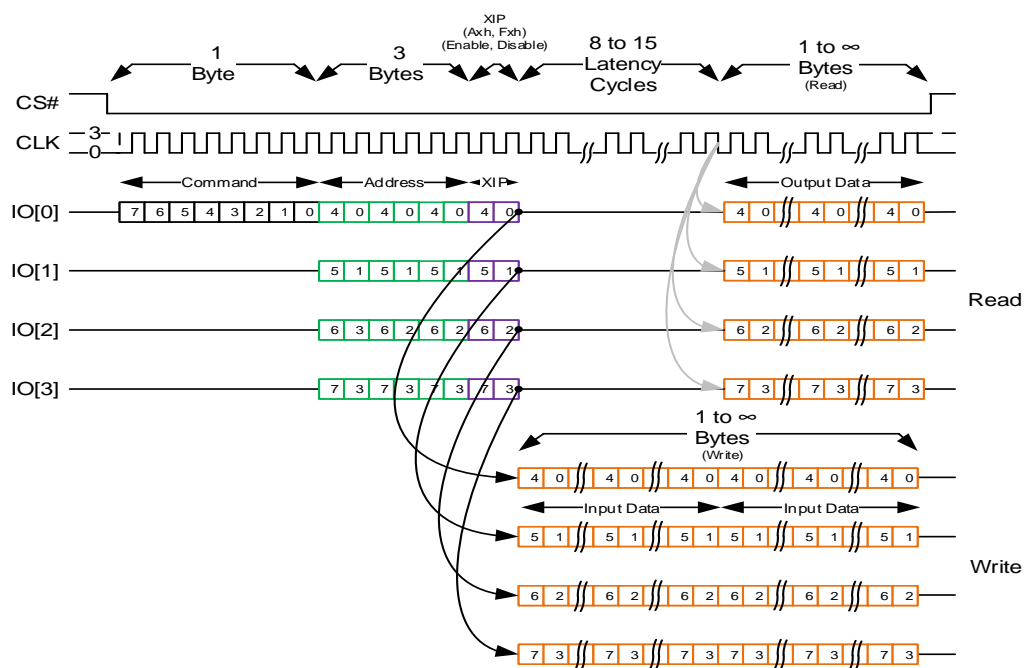 XIP
(Axh, Fxh)
(Enable, Disable)
1
Byte
3
Bytes
8 to 15
Latency
Cycles
1 to ∞
Bytes
(Read)
CS#
CLK 3
0
Command Address XIP Output Data
IO[0] 7 6 5 4 3 2 1 0 4 0 4 0 4 0 4 0 4 0 4 0 4 0
IO[1] 5 1 5 1 5 1 5 1 5 1 5 1 5 1
Read
IO[2] 6 3 6 2 6 2 6 2 6 2 6 2 6 2
IO[3] 7 3 7 3 7 3 7 3 7 3 7 3 7 3
1 to ∞
Bytes
(Write)
4 0 4 0 4 0 4 0 4 0 4 0
Input Data Input Data
5 1 5 1 5 1 5 1 5 1 5 1
Write
6 2 6 2 6 2 6 2 6 2 6 2
7 3 7 3 7 3 7 3 7 3 7 3